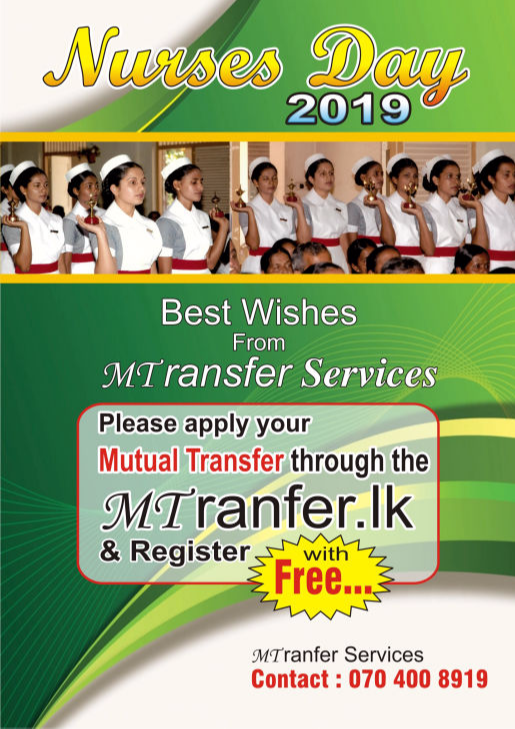 Nurses Day
2019
Best Wishes
From
MTransfer Services
Please apply your
Mutual Transfer through the
MTranfer.lk
& Register with
Free...
MTranfer Services
Contact : 070 400 8919